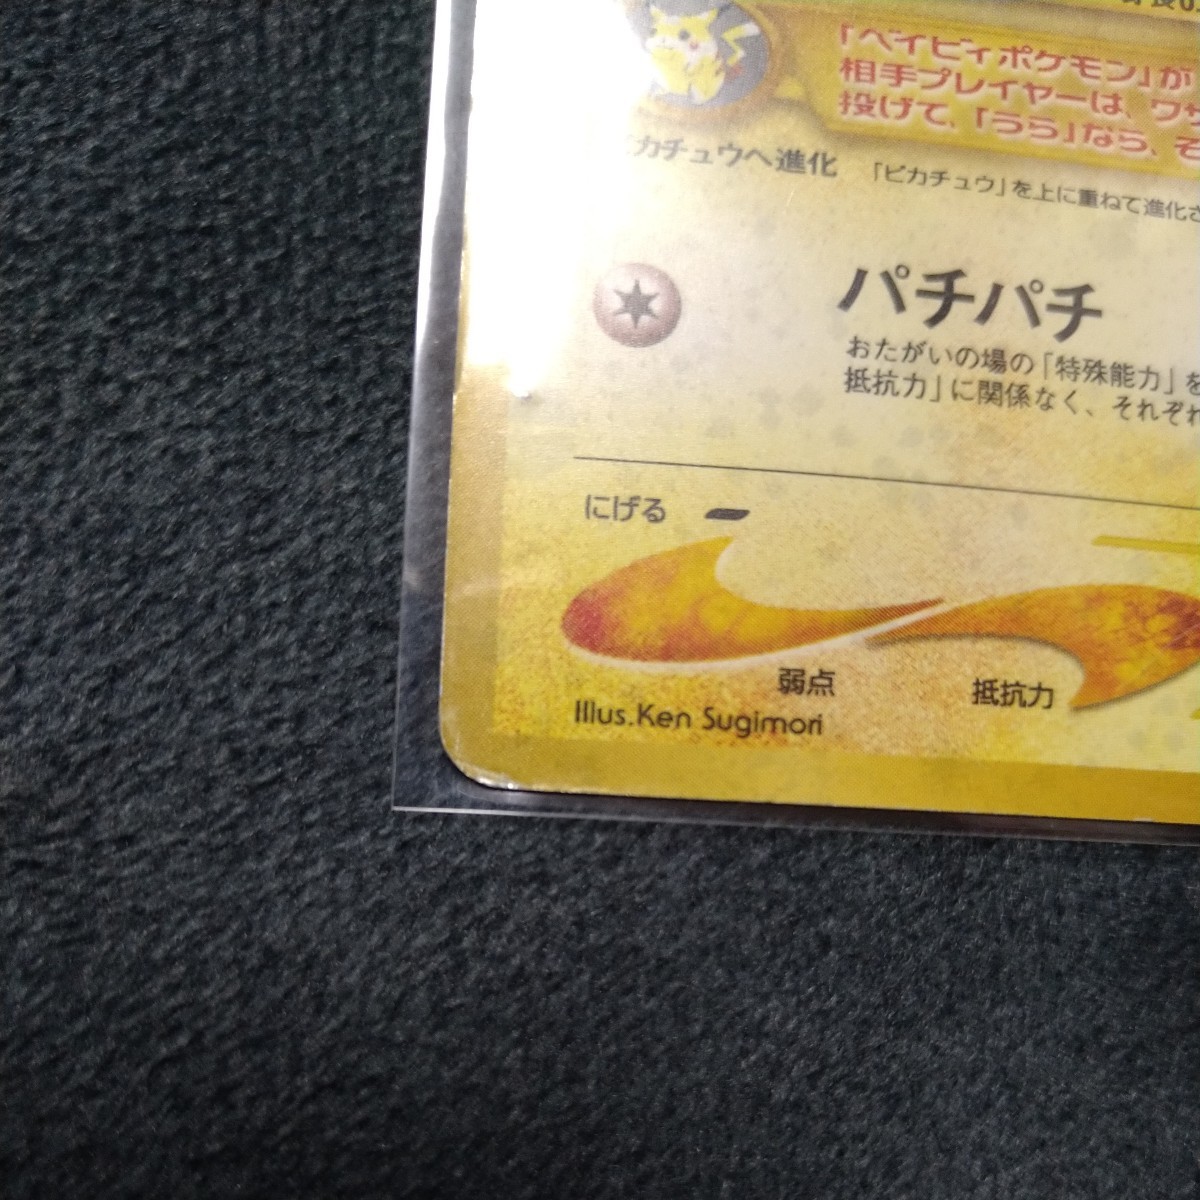 「ベイビィポケモン」が
相手プレイヤーは、ワザ
投げて、「うら」なら、そ
カチュウへ進化 「ピカチュウ」を上に重ねて進化さ
パチパチ
おたがいの場の「特殊能力」を
抵抗力」に関係なく、それぞれ
にげる
弱点 抵抗力
Illus.Ken Sugimori